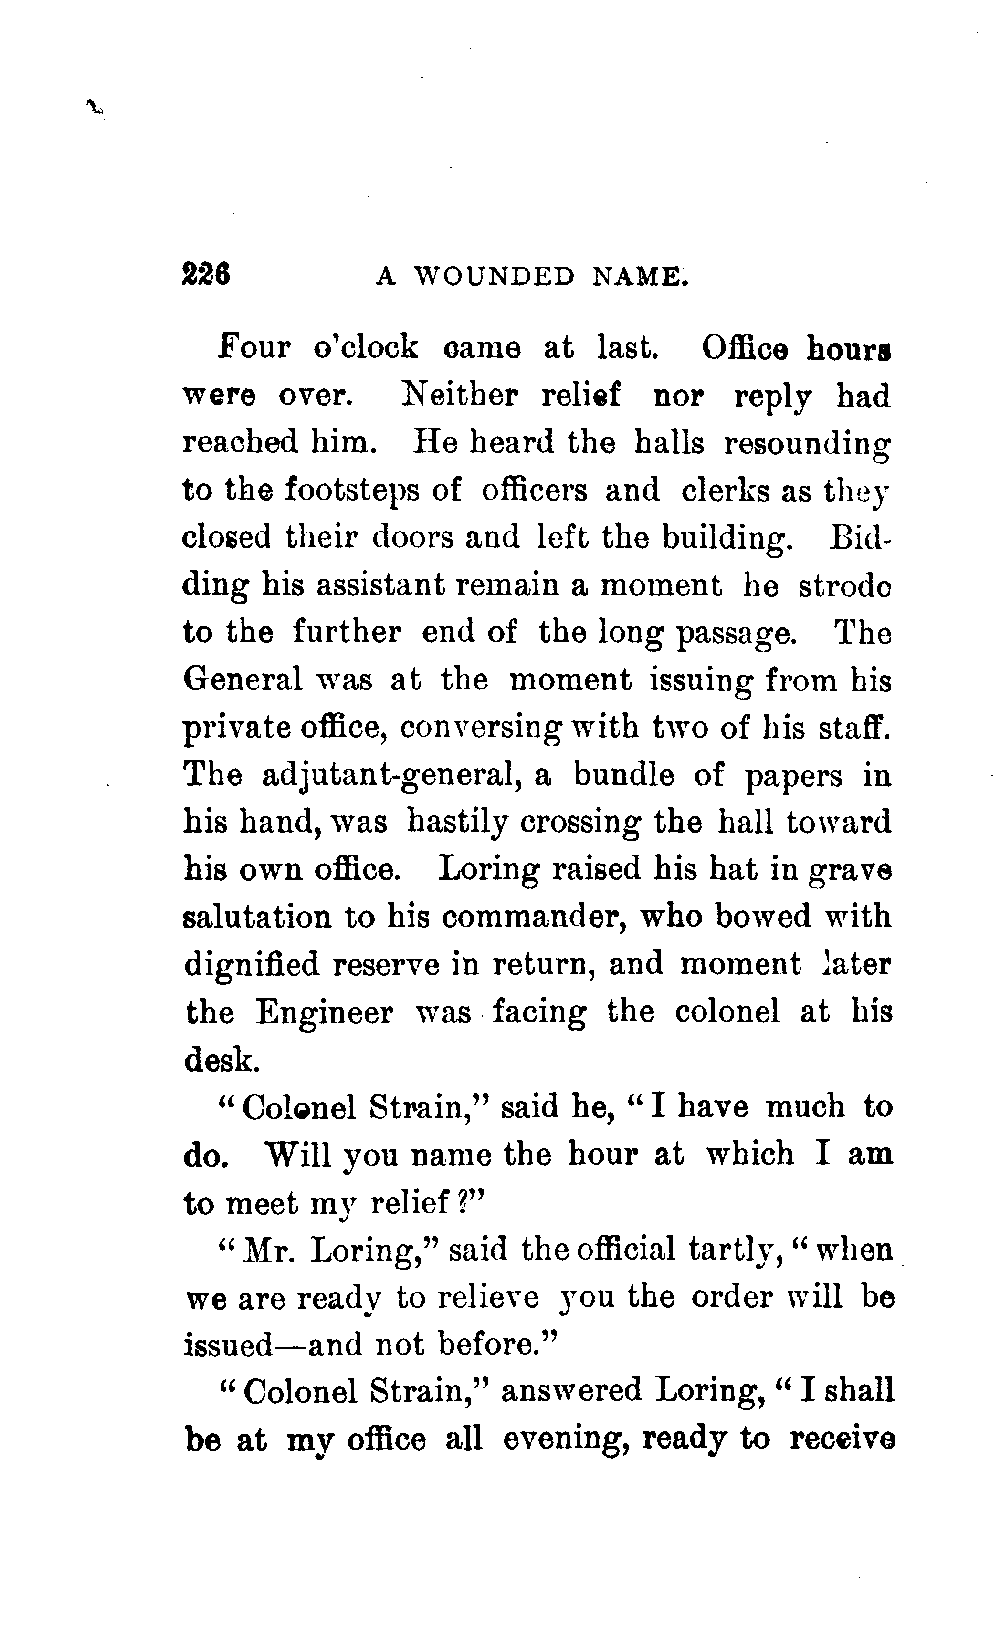 226 A WOUNDED NAME.
Four o'clock came at last. Office hours
were over. Neither relief nor reply had
reached him. He heard the halls resounding
to the footsteps of officers and clerks as they
closed their doors and left the building. Bid-
ding his assistant remain a moment he strode
to the further end of the long passage. The
General was at the moment issuing from his
private office, conversing with two of his staff.
The adjutant-general, a bundle of papers in
his hand, was hastily crossing the hall toward
his own office. Loring raised his hat in grave
salutation to his commander, who bowed with
dignified reserve in return, and moment later
the Engineer was facing the colonel at his
desk.
"Colonel Strain," said he, "I have much to
do. Will you name the hour at which I am
to meet my relief?"
"Mr. Loring," said the official tartly, "when
we are ready to relieve you the order will be
issued—and not before."
"Colonel Strain," answered Loring, "I shall
be at my office all evening, ready to receive